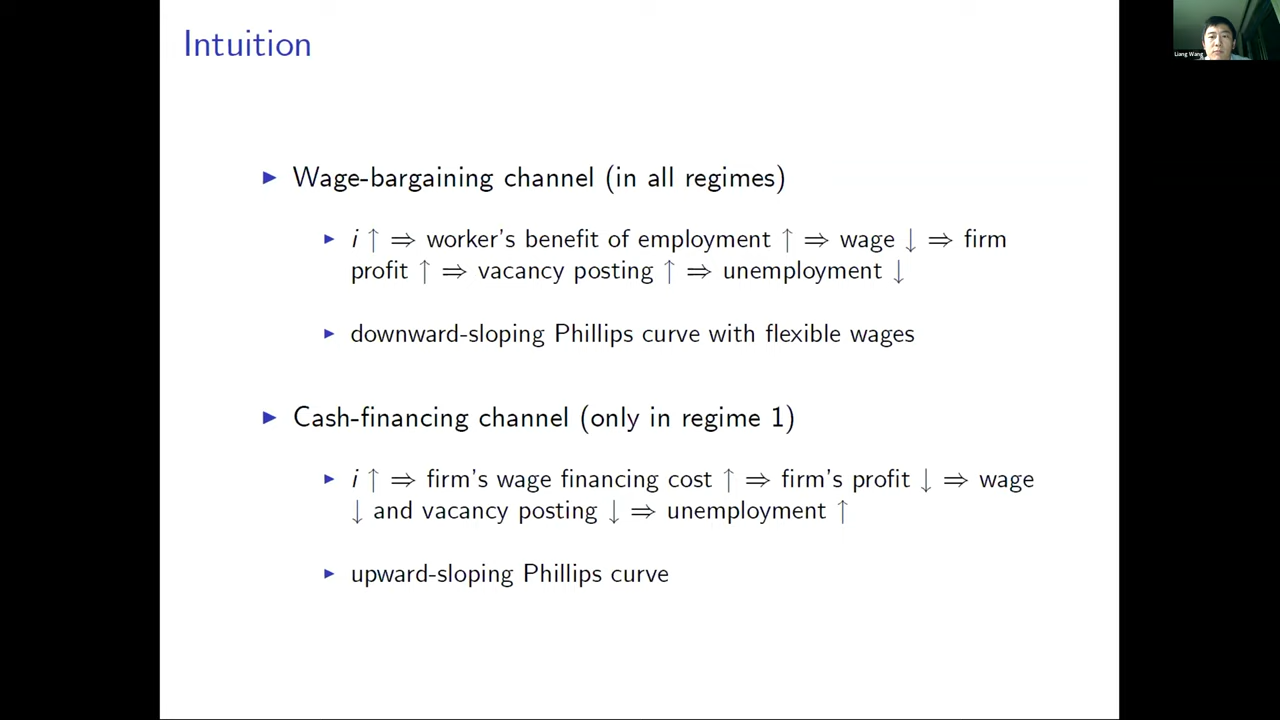 Intuition
Liang Wang
▶ Wage-bargaining channel (in all regimes)
▶ i ↑ ⇒ worker's benefit of employment ↑ ⇒ wage ↓ ⇒ firm
profit ↑ ⇒ vacancy posting ↑ ⇒ unemployment ↓
▶ downward-sloping Phillips curve with flexible wages
▶ Cash-financing channel (only in regime 1)
▶ i ↑ ⇒ firm's wage financing cost ↑ ⇒ firm's profit ↓ ⇒ wage
↓ and vacancy posting ↓ ⇒ unemployment ↑
▶ upward-sloping Phillips curve